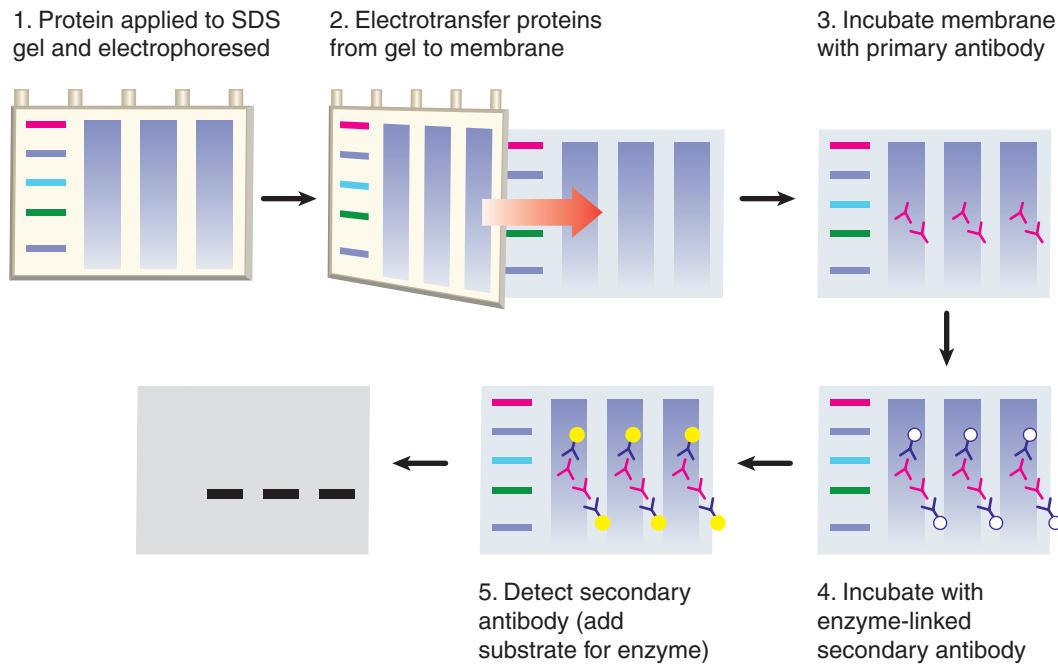 1. Protein applied to SDS
gel and electrophoresed
2. Electrotransfer proteins
from gel to membrane
3. Incubate membrane
with primary antibody
4. Incubate with
enzyme-linked
secondary antibody
5. Detect secondary
antibody (add
substrate for enzyme)